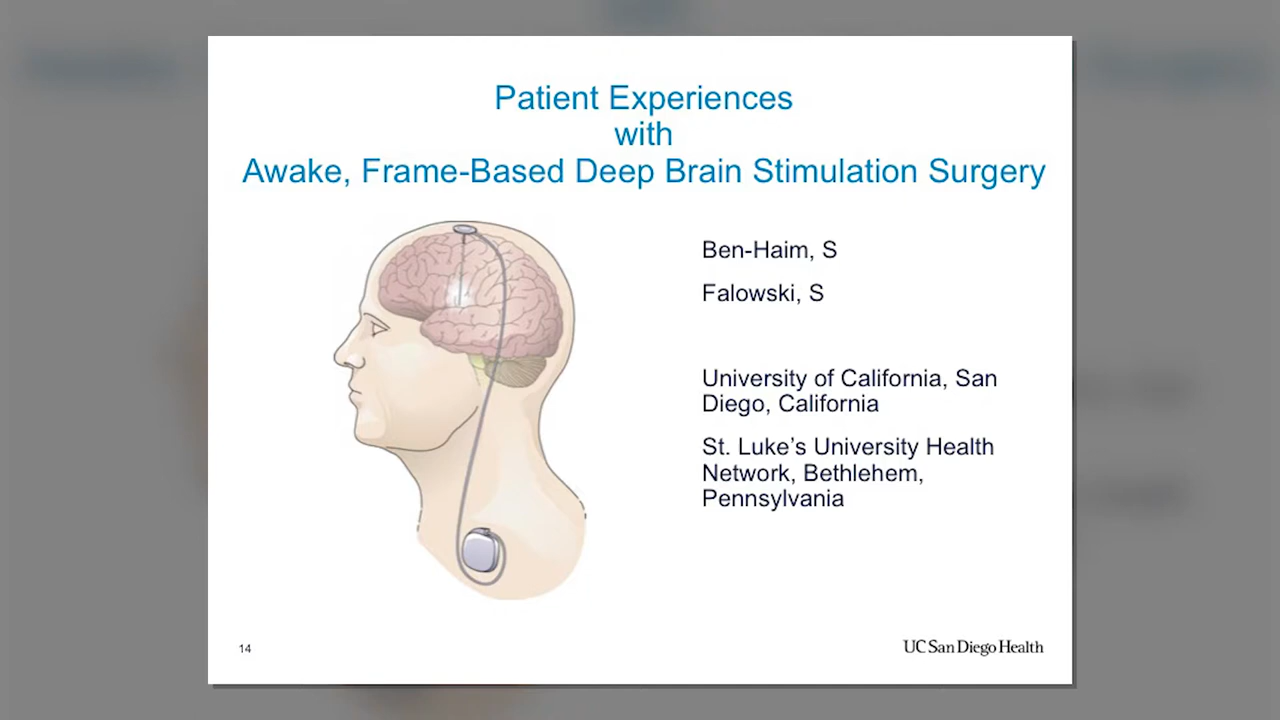 Patient Experiences
with
Awake, Frame-Based Deep Brain Stimulation Surgery
Ben-Haim, S
Falowski, S
University of California, San
Diego, California
St. Luke’s University Health
Network, Bethlehem,
Pennsylvania
14
UC San Diego Health